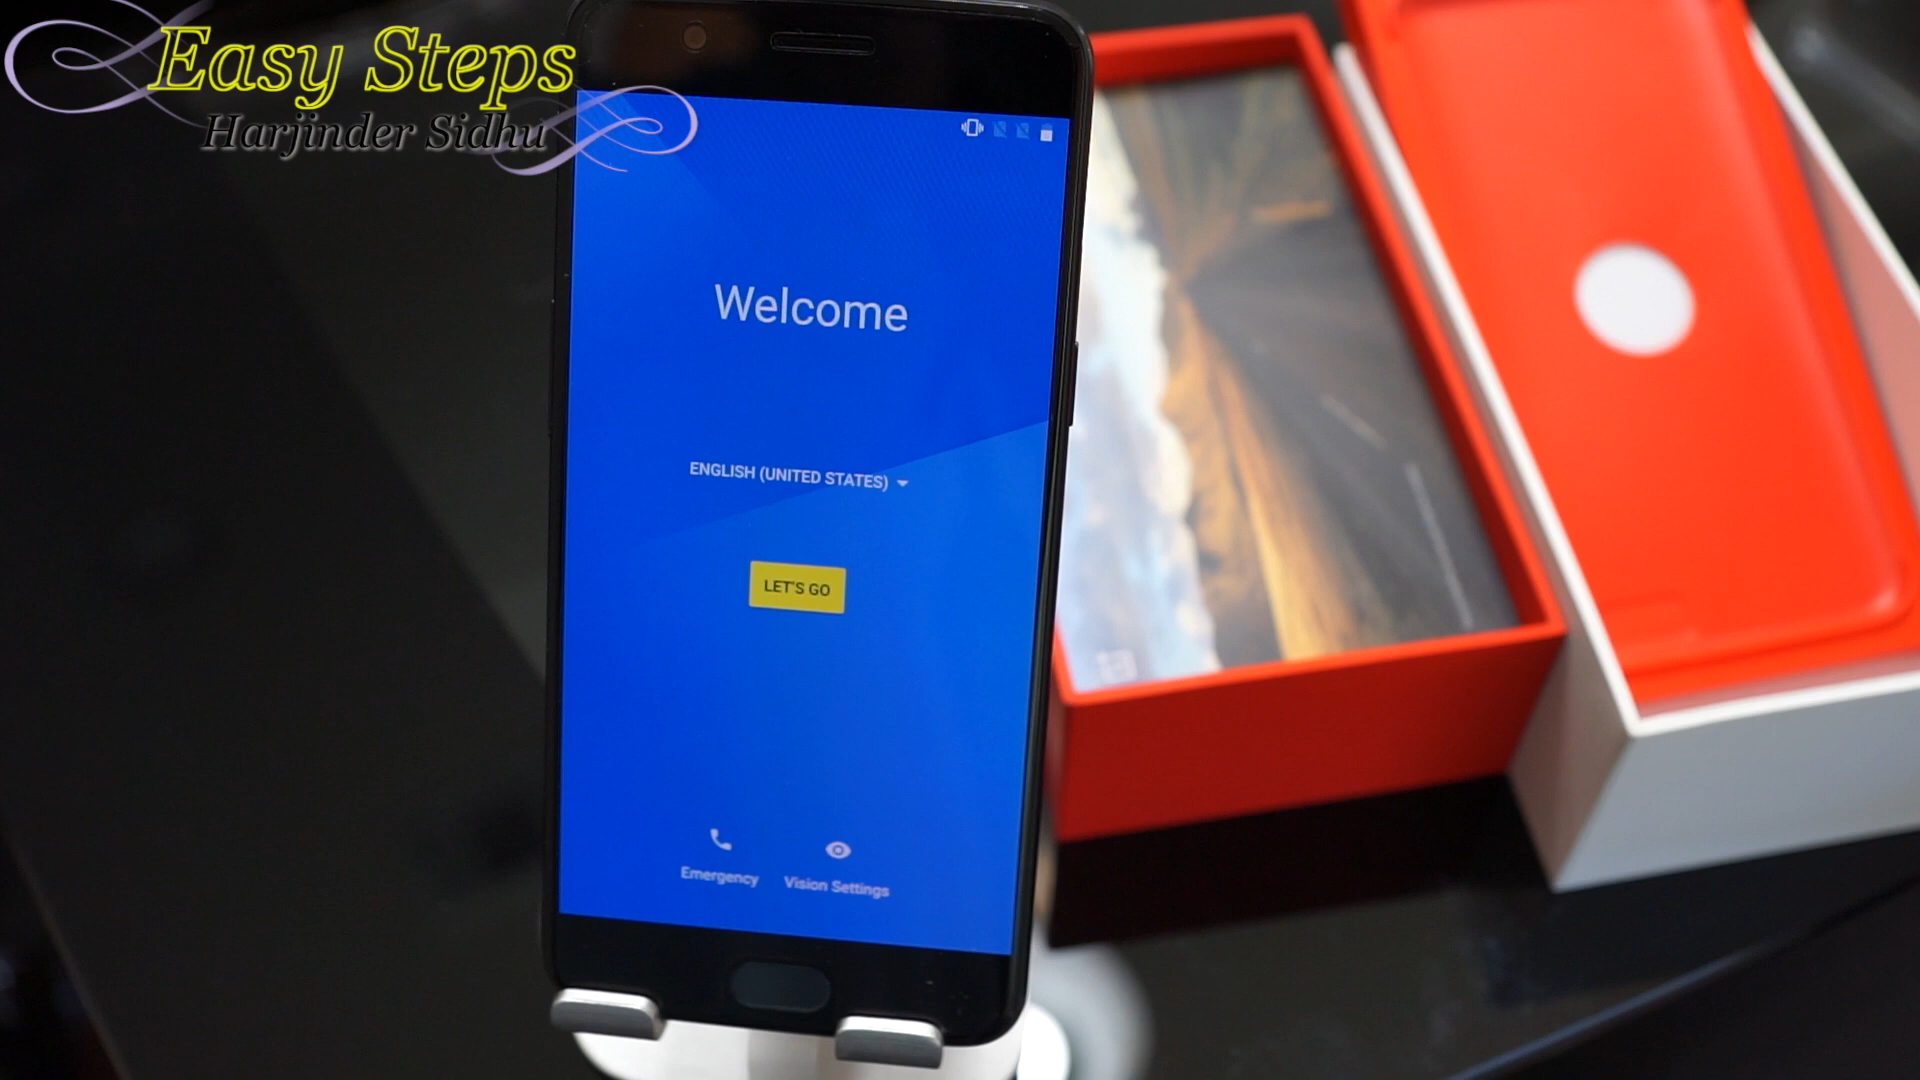 Easy Steps
Harjinder Sidhu
Welcome
ENGLISH (UNITED STATES)
LET'S GO
Emergency
Vision Settings